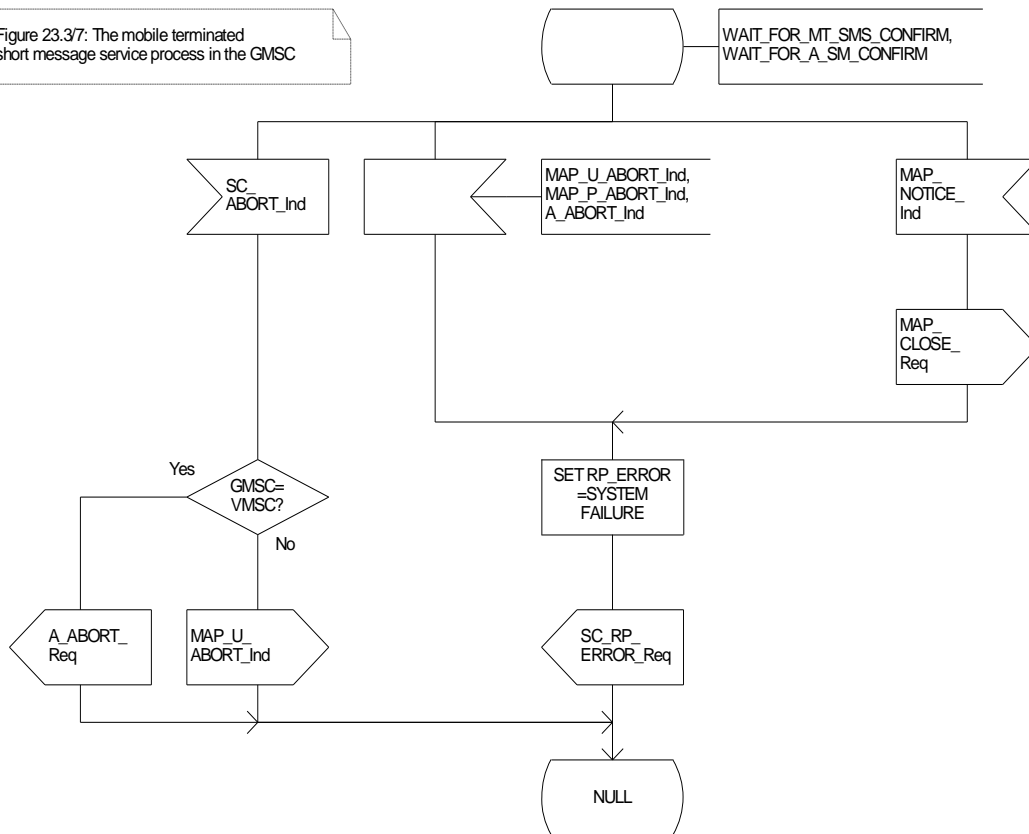 Figure 23.3/7: The mobile terminated
short message service process in the GMSC
WAIT_FOR_MT_SMS_CONFIRM,
WAIT_FOR_A_SM_CONFIRM
SC_
ABORT_Ind
MAP_U_ABORT_Ind,
MAP_P_ABORT_Ind,
A_ABORT_Ind
MAP_
NOTICE_
Ind
MAP_
CLOSE_
Req
Yes
GMSC=
VMSC?
No
SET RP_ERROR
=SYSTEM
FAILURE
A_ABORT_
Req
MAP_U_
ABORT_Ind
SC_RP_
ERROR_Req
NULL